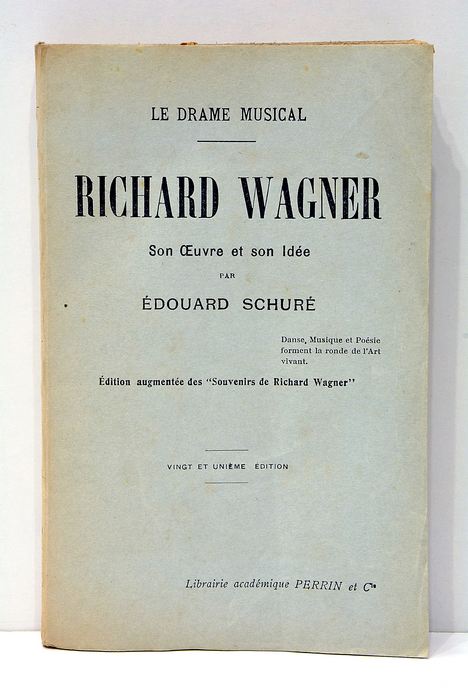 LE DRAME MUSICAL
RICHARD WAGNER
Son Œuvre et son Idée
PAR
ÉDOUARD SCHURÉ
Danse, Musique et Poésie
forment la ronde de l'Art
vivant.
Édition augmentée des "Souvenirs de Richard Wagner"
VINGT ET UNIÈME ÉDITION
Librairie académique PERRIN et Cie